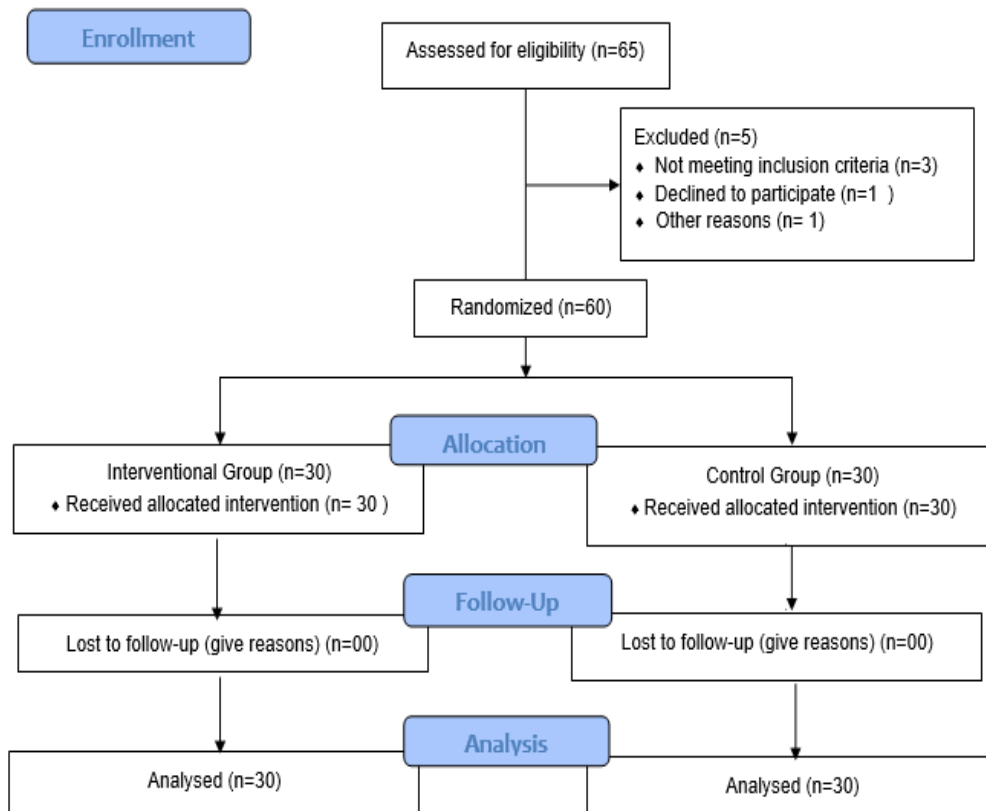 Enrollment
Assessed for eligibility (n=65)
Excluded (n=5)
♦ Not meeting inclusion criteria (n=3)
♦ Declined to participate (n=1 )
♦ Other reasons (n= 1)
Randomized (n=60)
Allocation
Interventional Group (n=30)
♦ Received allocated intervention (n= 30 )
Control Group (n=30)
♦ Received allocated intervention (n=30)
Follow-Up
Lost to follow-up (give reasons) (n=00)
Lost to follow-up (give reasons) (n=00)
Analysis
Analysed (n=30)
Analysed (n=30)